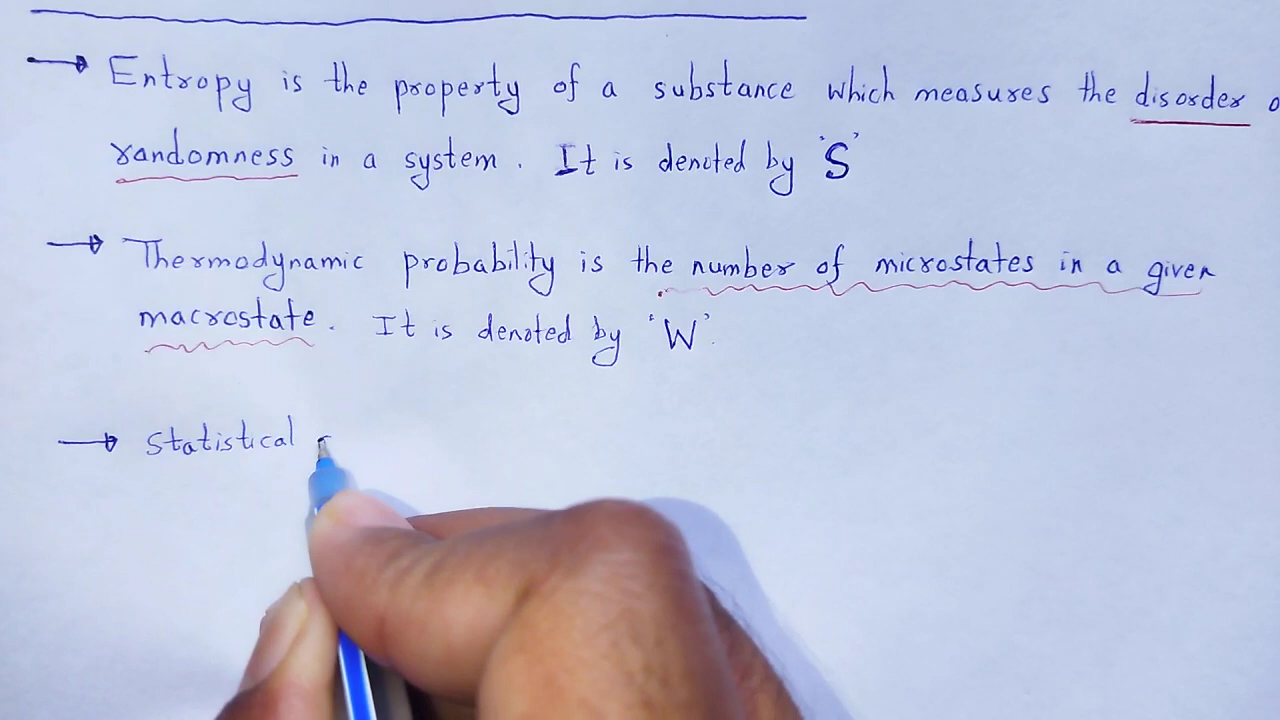 → Entropy is the property of a substance which measures the disorder o
randomness in a system. It is denoted by 'S'
→ Thermodynamic probability is the number of microstates in a given
macrostate. It is denoted by 'W'.
→ Statistical